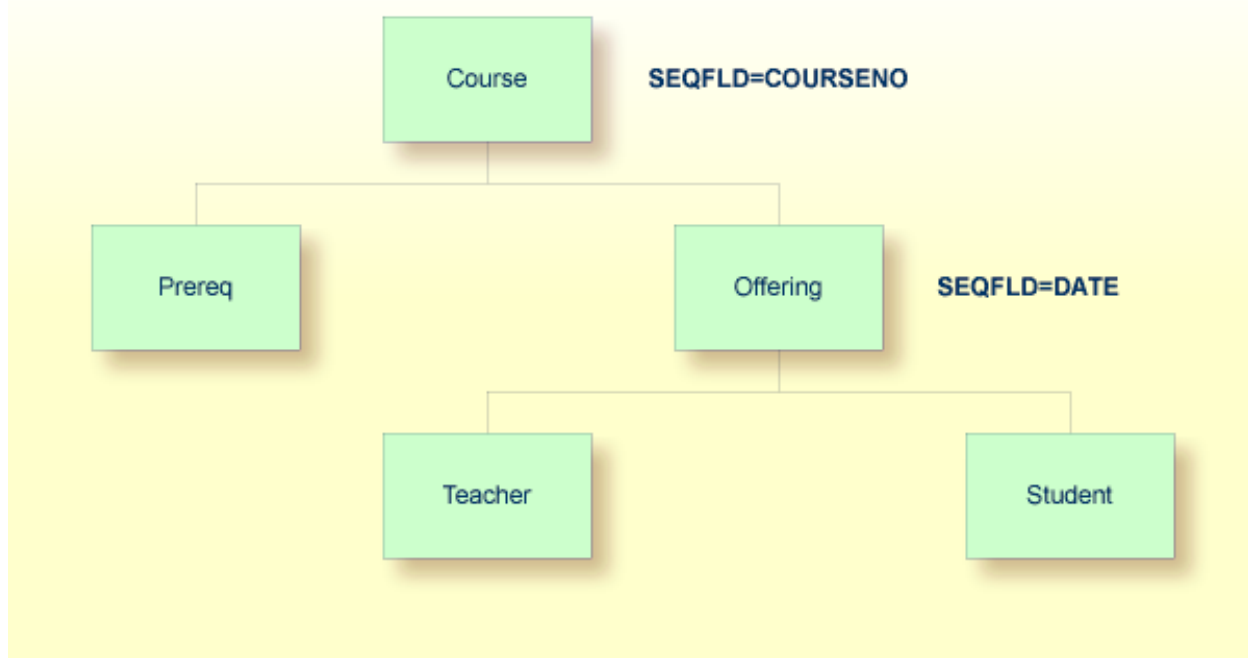 Course
SEQFLD=COURSENO
Prereq
Offering
SEQFLD=DATE
Teacher
Student